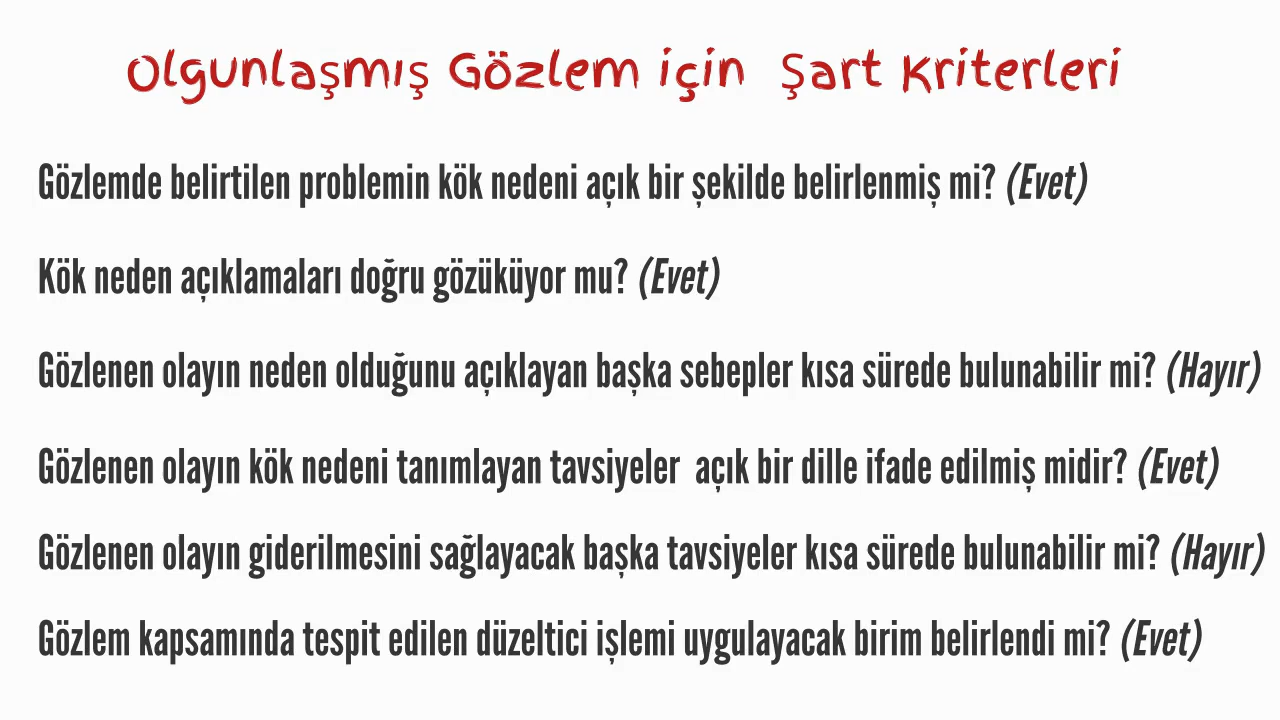 Olgunlaşmış Gözlem için Şart Kriterleri
Gözlemde belirtilen problemin kök nedeni açık bir şekilde belirlenmiş mi? (Evet)
Kök neden açıklamaları doğru gözüküyor mu? (Evet)
Gözlenen olayın neden olduğunu açıklayan başka sebepler kısa sürede bulunabilir mi? (Hayır)
Gözlenen olayın kök nedeni tanımlayan tavsiyeler açık bir dille ifade edilmiş midir? (Evet)
Gözlenen olayın giderilmesini sağlayacak başka tavsiyeler kısa sürede bulunabilir mi? (Hayır)
Gözlem kapsamında tespit edilen düzeltici işlemi uygulayacak birim belirlendi mi? (Evet)